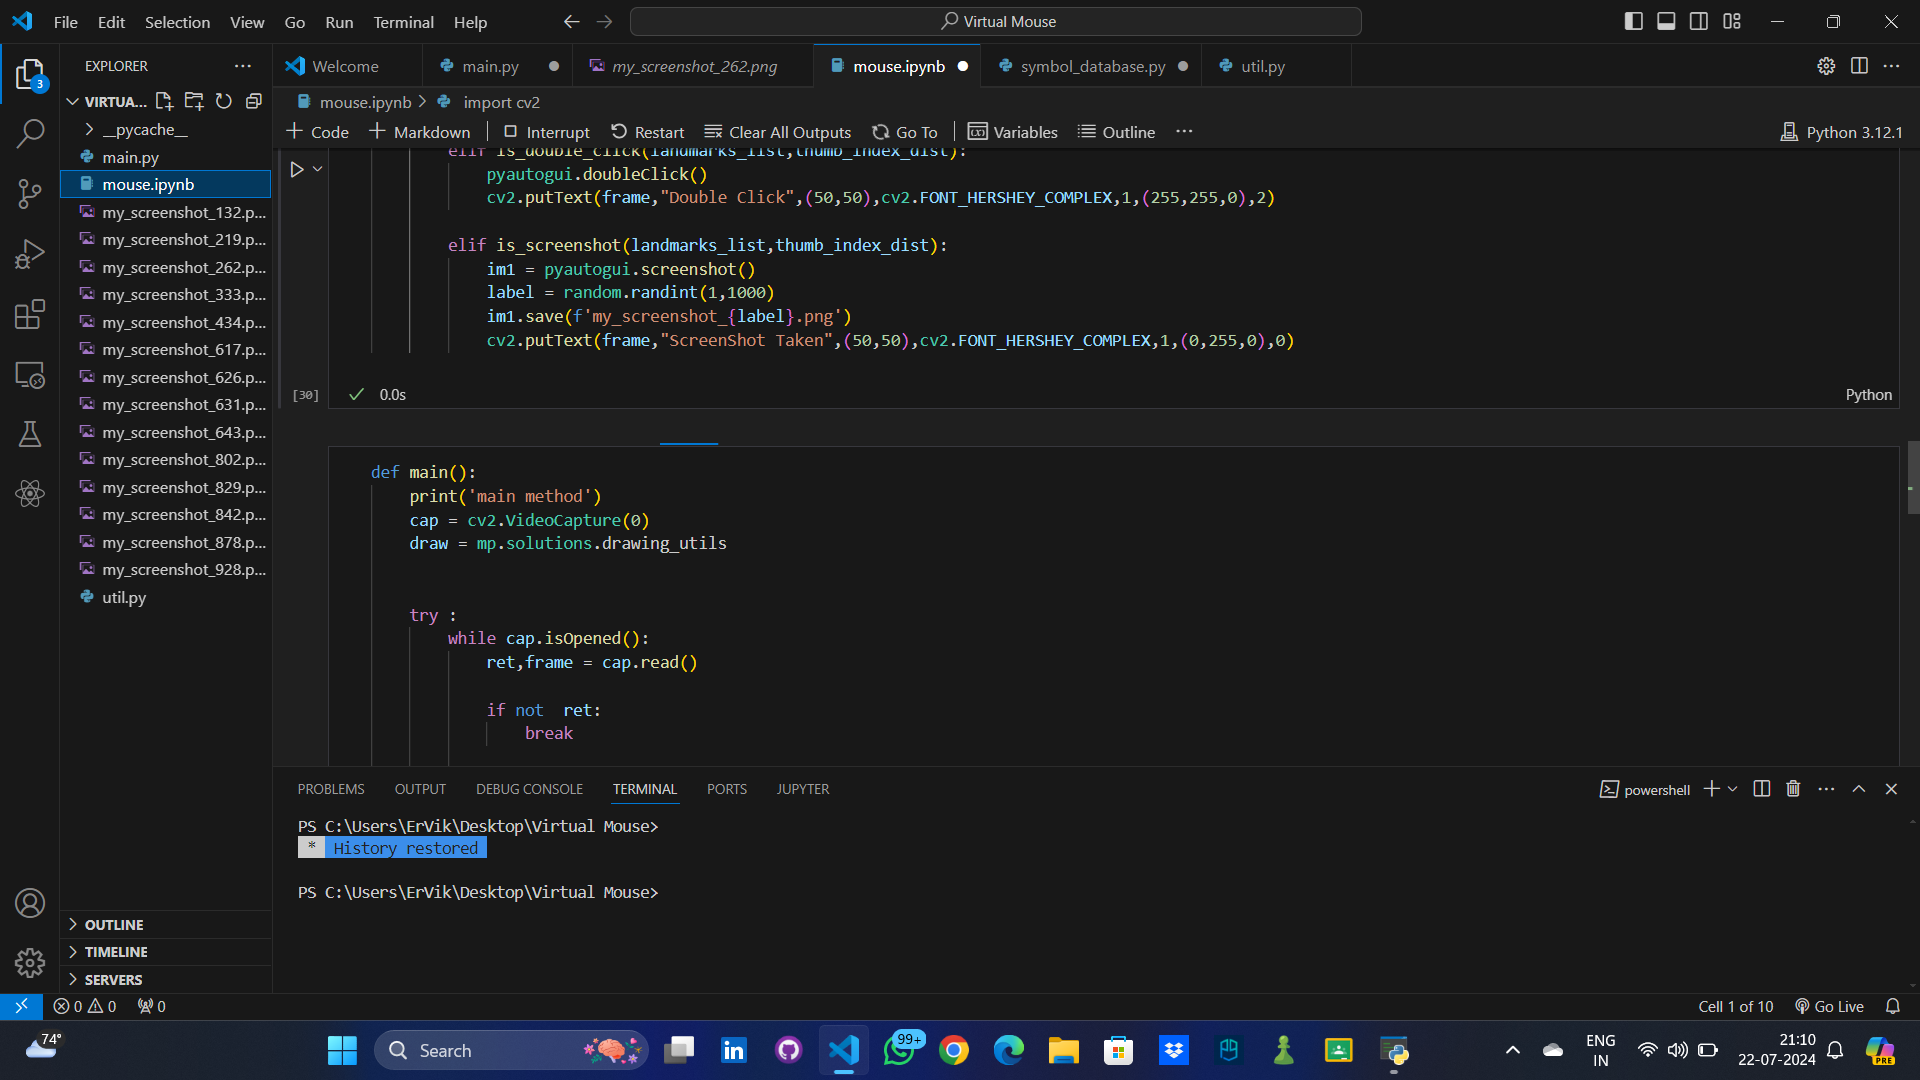 File Edit Selection View Go Run Terminal Help
Virtual Mouse
EXPLORER
VIRTUA...
__pycache__
main.py
mouse.ipynb
my_screenshot_132.p...
my_screenshot_219.p...
my_screenshot_262.p...
my_screenshot_333.p...
my_screenshot_434.p...
my_screenshot_617.p...
my_screenshot_626.p...
my_screenshot_631.p...
my_screenshot_643.p...
my_screenshot_802.p...
my_screenshot_829.p...
my_screenshot_842.p...
my_screenshot_878.p...
my_screenshot_928.p...
util.py
OUTLINE
TIMELINE
SERVERS
3
Welcome main.py my_screenshot_262.png mouse.ipynb symbol_database.py util.py
mouse.ipynb > import cv2
Code Markdown Interrupt Restart Clear All Outputs Go To Variables Outline ... Python 3.12.1
elif is_double_click(landmarks_list,thumb_index_dist):
pyautogui.doubleClick()
cv2.putText(frame,"Double Click",(50,50),cv2.FONT_HERSHEY_COMPLEX,1,(255,255,0),2)
elif is_screenshot(landmarks_list,thumb_index_dist):
im1 = pyautogui.screenshot()
label = random.randint(1,1000)
im1.save(f'my_screenshot_{label}.png')
cv2.putText(frame,"ScreenShot Taken",(50,50),cv2.FONT_HERSHEY_COMPLEX,1,(0,255,0),0)
[30] 0.0s Python
def main():
print('main method')
cap = cv2.VideoCapture(0)
draw = mp.solutions.drawing_utils
try :
while cap.isOpened():
ret,frame = cap.read()
if not  ret:
break
PROBLEMS OUTPUT DEBUG CONSOLE TERMINAL PORTS JUPYTER powershell
PS C:\Users\ErVik\Desktop\Virtual Mouse>
* History restored
PS C:\Users\ErVik\Desktop\Virtual Mouse>
0 0 0 Cell 1 of 10 Go Live
74° Search 99+ ENG IN 21:10 22-07-2024 PRE